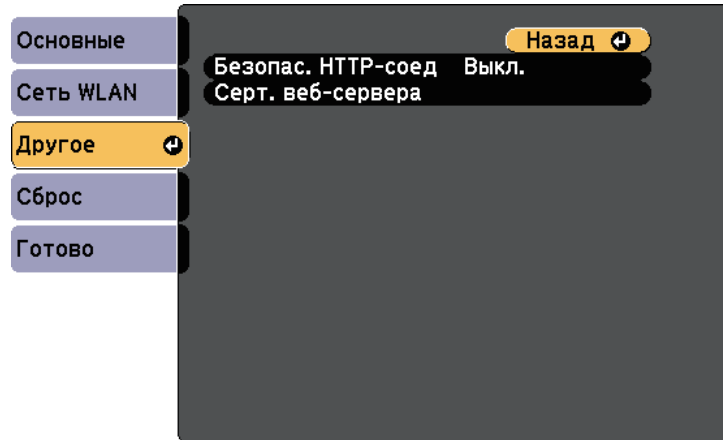 Основные
Сеть WLAN
Другое
Сброс
Готово
Назад
Безопас. HTTP-соед Выкл.
Серт. веб-сервера